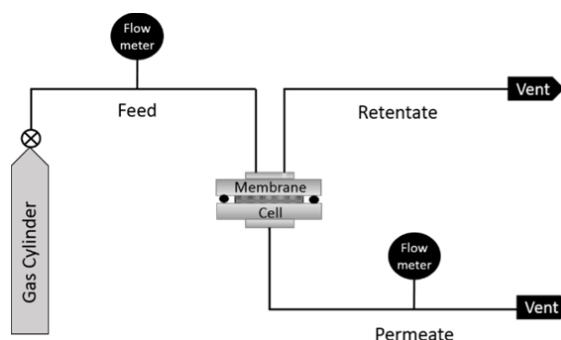 Flow
meter
Feed
Vent
Retentate
Gas Cylinder
Membrane
Cell
Flow
meter
Vent
Permeate